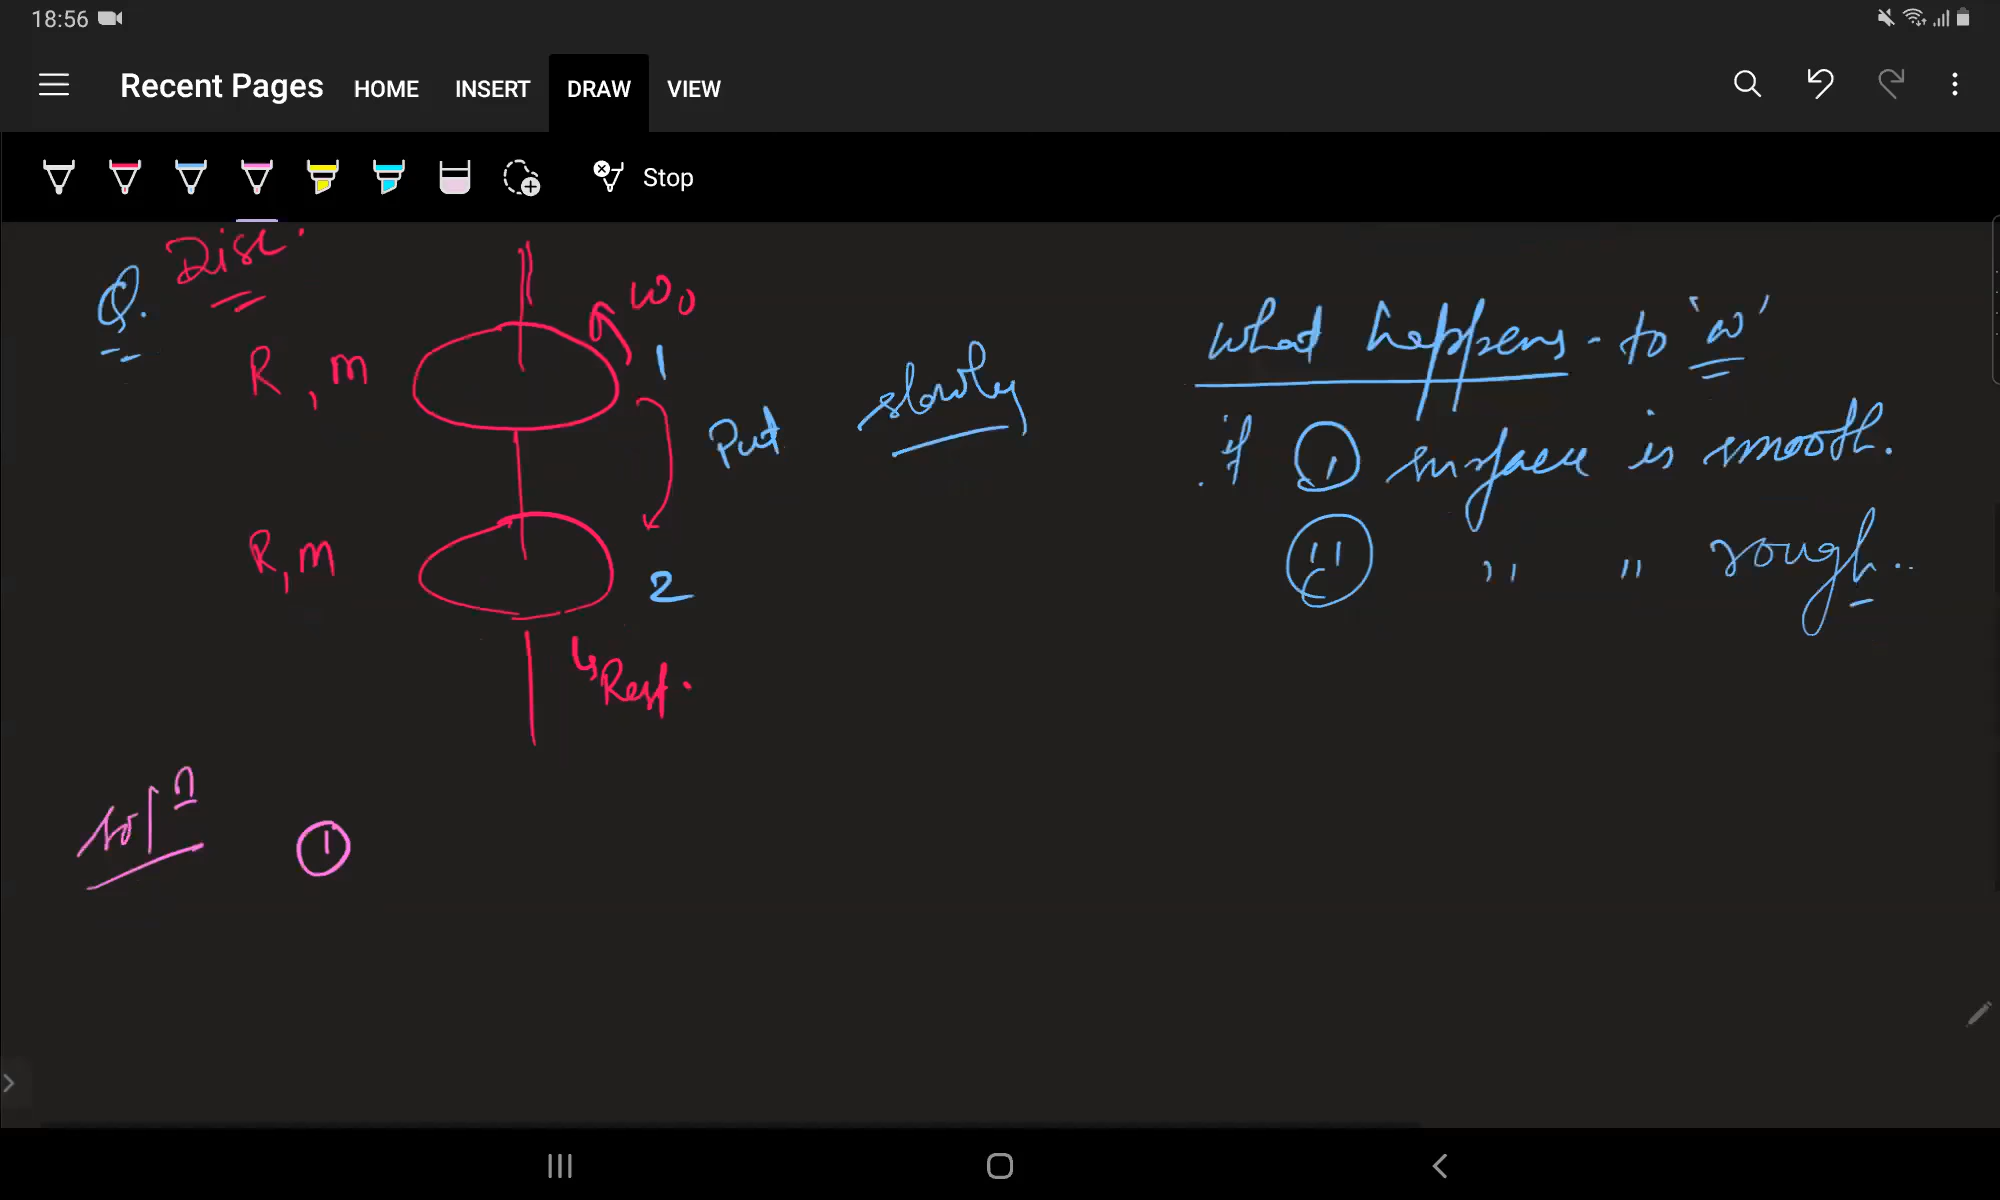 18:56
Recent Pages HOME INSERT DRAW VIEW
Stop
Q. Disc.
ω₀
R, m
1
Put slowly
R, m
2
Rest.
What happens - to 'w'
if ① surface is smooth.
② " " rough..
solⁿ ①